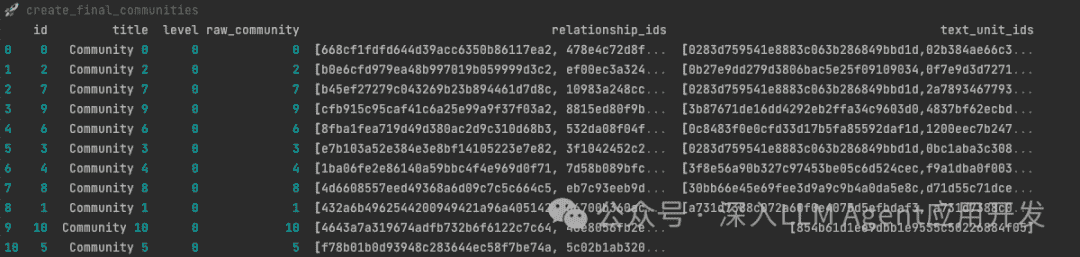 create_final_communities
id title level raw_community relationship_ids text_unit_ids
0 0 Community 0 0 0 [668cf1fdfd644d39acc6350b86117ea2, 478e4c72d8f... [0283d759541e8883c063b286849bbd1d,02b384ae66c3...
1 2 Community 2 0 2 [b0e6cfd979ea48b997019b059999d3c2, ef00ec3a324... [0b27e9dd279d3806bac5e25f09109034,0f7e9d3d7271...
2 7 Community 7 0 7 [b45ef27279c043269b23b894461d7d8c, 10983a248cc... [0283d759541e8883c063b286849bbd1d,2a7893467793...
3 9 Community 9 0 9 [cfb915c95caf41c6a25e99a9f37f03a2, 8815ed80f9b... [3b87671de16dd4292eb2ffa34c9603d0,4837bf62ecbd...
4 6 Community 6 0 6 [8fba1fea719d49d380ac2d9c310d68b3, 532da08f04f... [0c8483f0e0cfd33d17b5fa85592daf1d,1200eec7b247...
5 3 Community 3 0 3 [e7b103a52e384e3e8bf14105223e7e82, 3f1042452c2... [0283d759541e8883c063b286849bbd1d,0bc1aba3c308...
6 4 Community 4 0 4 [1ba06fe2e86140a59bbc4f4e969d0f71, 7d58b089bfc... [3f8e56a90b327c97453be05c6d524cec,f9a1dba0f003...
7 8 Community 8 0 8 [4d6608557eed49368a6d09c7c5c664c5, eb7c93eeb9d... [30bb66e45e69fee3d9a9c9b4a0da5e8c,d71d55c71dce...
8 1 Community 1 0 1
9 10 Community 10 0 10 [4643a7a319674adfb732b6f6122c7c64,
10 5 Community 5 0 5 [f78b01b0d93948c283644ec58f7be74a, 5c02b1ab320...
公众号 · 深入LLM Agent应用开发